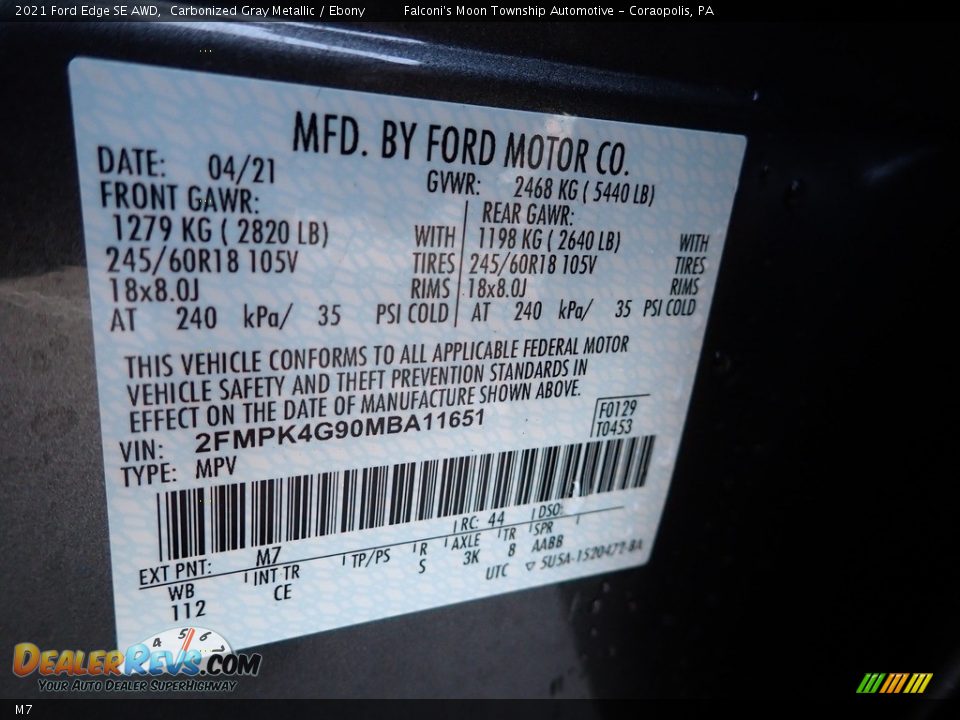 2021 Ford Edge SE AWD, Carbonized Gray Metallic / Ebony Falconi's Moon Township Automotive - Coraopolis, PA
MFD. BY FORD MOTOR CO.
DATE: 04/21 GVWR: 2468 KG ( 5440 LB)
FRONT GAWR: REAR GAWR:
1279 KG ( 2820 LB) WITH 1198 KG ( 2640 LB) WITH
245/60R18 105V TIRES 245/60R18 105V TIRES
18x8.0J RIMS 18x8.0J RIMS
AT 240 kPa/ 35 PSI COLD AT 240 kPa/ 35 PSI COLD
THIS VEHICLE CONFORMS TO ALL APPLICABLE FEDERAL MOTOR
VEHICLE SAFETY AND THEFT PREVENTION STANDARDS IN
EFFECT ON THE DATE OF MANUFACTURE SHOWN ABOVE.
VIN: 2FMPK4G90MBA11651 F0129
TYPE: MPV T0453
EXT PNT: M7 RC: 44 DSO:
WB INT TR TP/PS R AXLE TR SPR
112 CE S 3K 8 AABB
UTC ▽ 5USA-1520472-BA
4 5 6 7
DEALERREVS.COM
Your Auto Dealer SuperHighway
M7